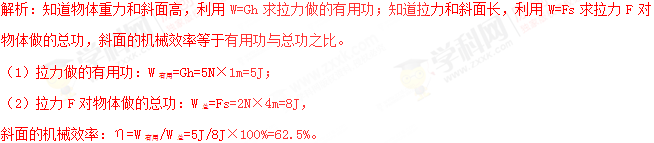 解析：知道物体重力和斜面高，利用 W=Gh 求拉力做的有用功；知道拉力和斜面长，利用 W=Fs 求拉力 F 对
物体做的总功，斜面的机械效率等于有用功与总功之比。
（1）拉力做的有用功：W有用=Gh=5N×1m=5J；
（2）拉力 F 对物体做的总功：W总=Fs=2N×4m=8J，
斜面的机械效率：η=W有用/W总=5J/8J×100%=62.5%。